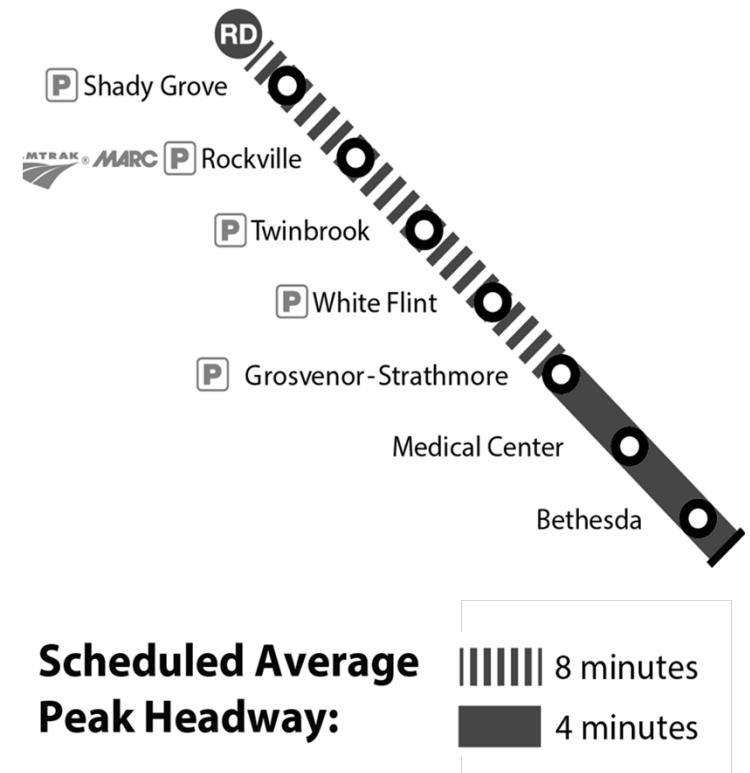 RD
P Shady Grove
MTRAK® MARC P Rockville
P Twinbrook
P White Flint
P Grosvenor-Strathmore
Medical Center
Bethesda
Scheduled Average
Peak Headway:
8 minutes
4 minutes